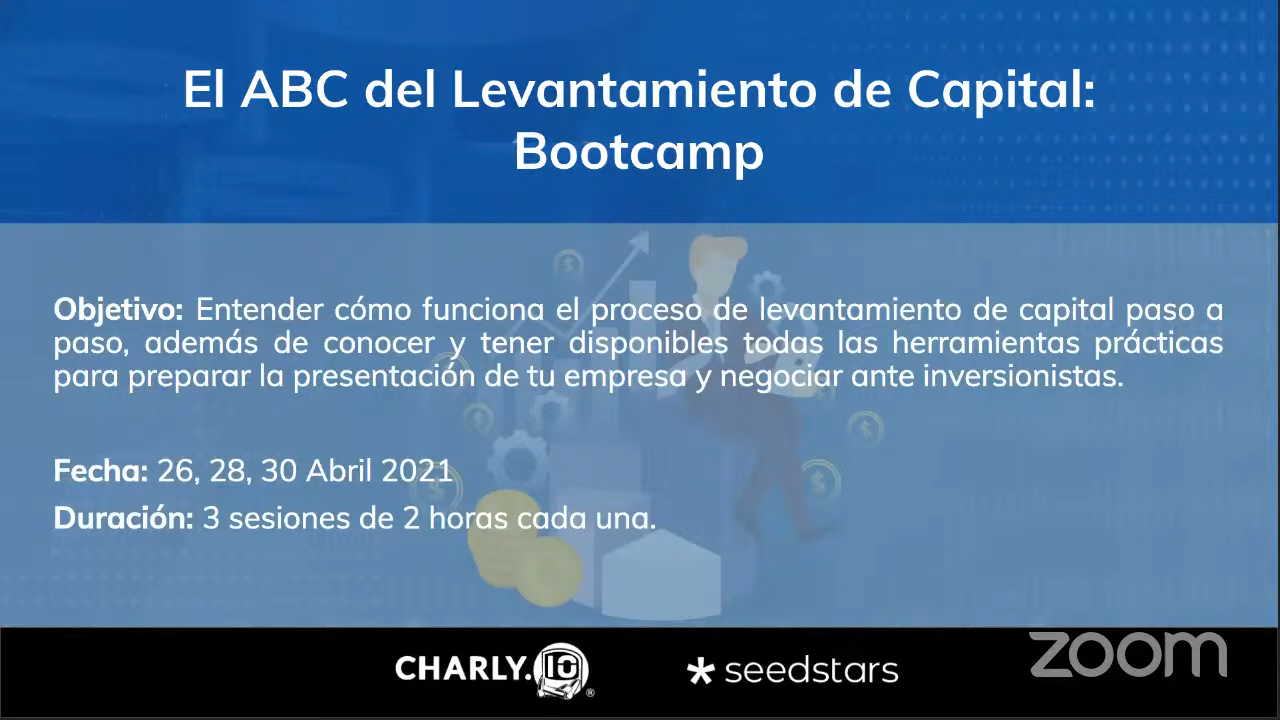 El ABC del Levantamiento de Capital:
Bootcamp
Objetivo: Entender cómo funciona el proceso de levantamiento de capital paso a
paso, además de conocer y tener disponibles todas las herramientas prácticas
para preparar la presentación de tu empresa y negociar ante inversionistas.
Fecha: 26, 28, 30 Abril 2021
Duración: 3 sesiones de 2 horas cada una.
CHARLY.IO®
seedstars
zoom